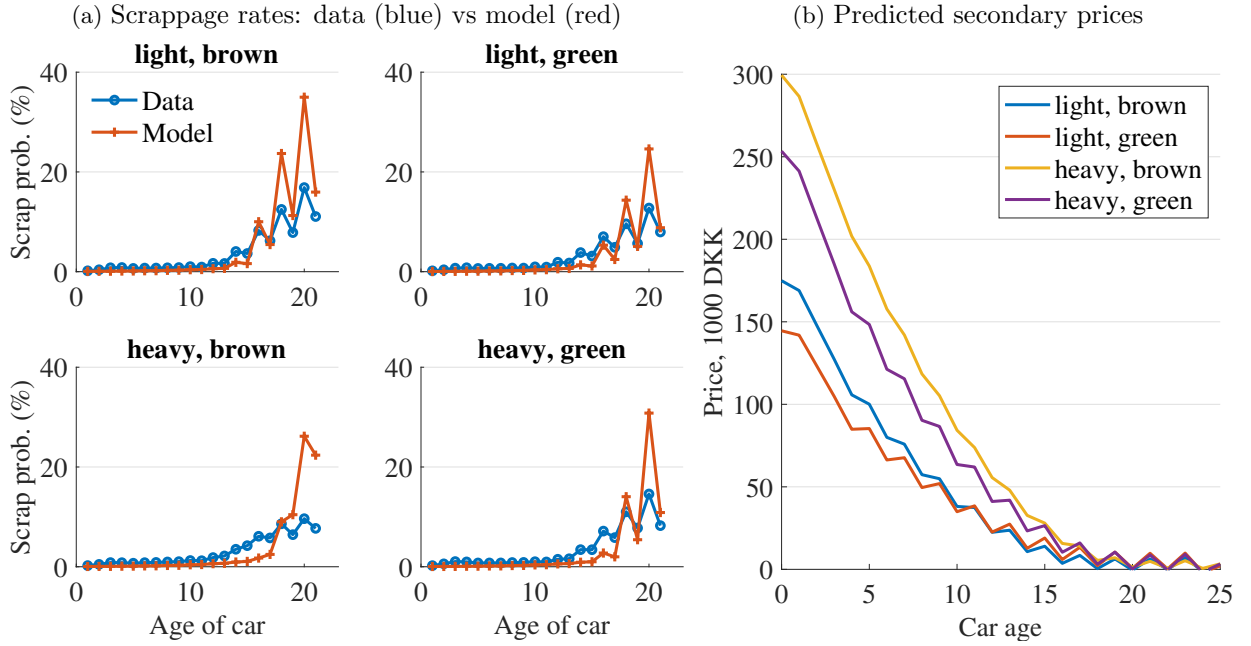 (a) Scrappage rates: data (blue) vs model (red)
light, brown
40
20
0
0
10
20
Scrap prob. (%)
Data
Model
light, green
40
20
0
0
10
20
heavy, brown
40
20
0
0
10
20
Scrap prob. (%)
Age of car
heavy, green
40
20
0
0
10
20
Age of car
(b) Predicted secondary prices
300
250
200
150
100
50
0
0
5
10
15
20
25
Price, 1000 DKK
Car age
light, brown
light, green
heavy, brown
heavy, green